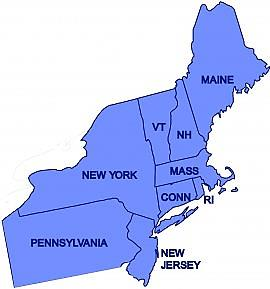 MAINE
VT
NH
NEW YORK
MASS
CONN
RI
PENNSYLVANIA
NEW
JERSEY